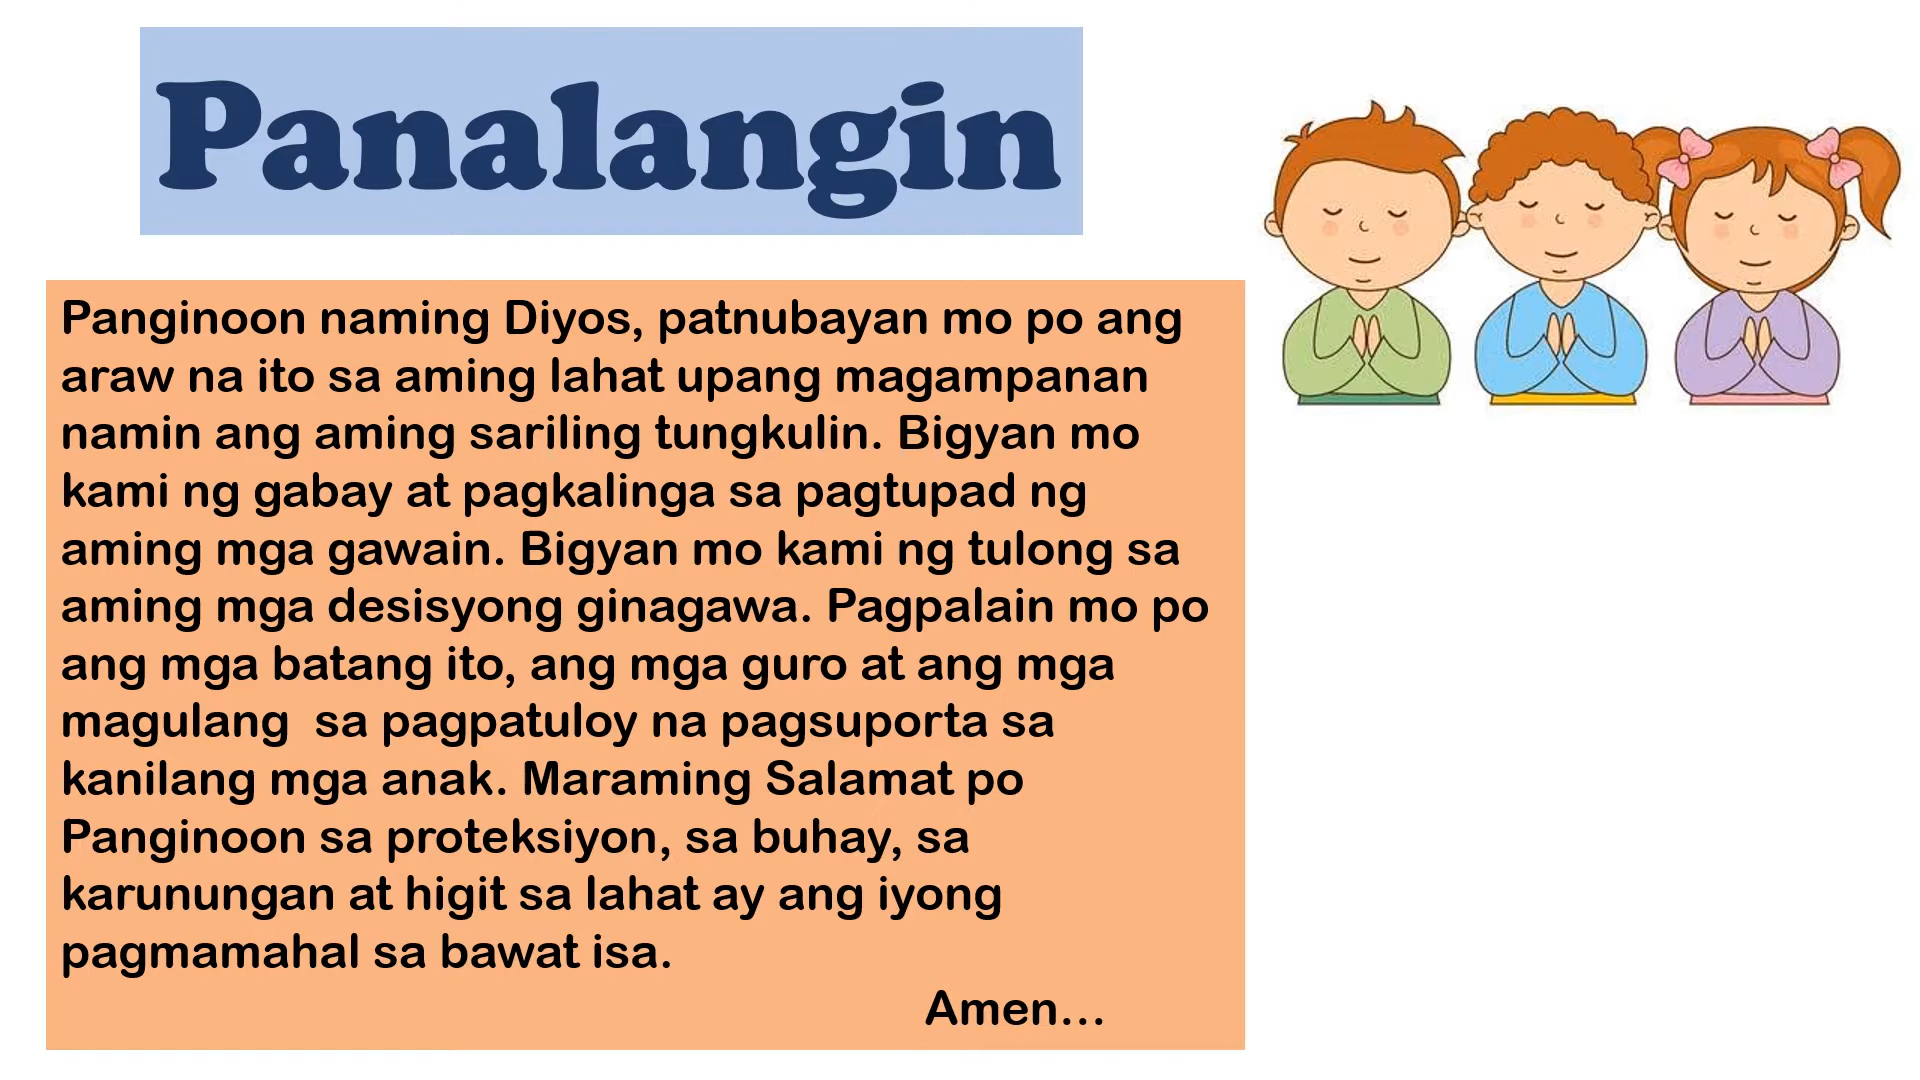 Panalangin
Panginoon naming Diyos, patnubayan mo po ang
araw na ito sa aming lahat upang magampanan
namin ang aming sariling tungkulin. Bigyan mo
kami ng gabay at pagkalinga sa pagtupad ng
aming mga gawain. Bigyan mo kami ng tulong sa
aming mga desisyong ginagawa. Pagpalain mo po
ang mga batang ito, ang mga guro at ang mga
magulang  sa pagpatuloy na pagsuporta sa
kanilang mga anak. Maraming Salamat po
Panginoon sa proteksiyon, sa buhay, sa
karunungan at higit sa lahat ay ang iyong
pagmamahal sa bawat isa.
Amen...